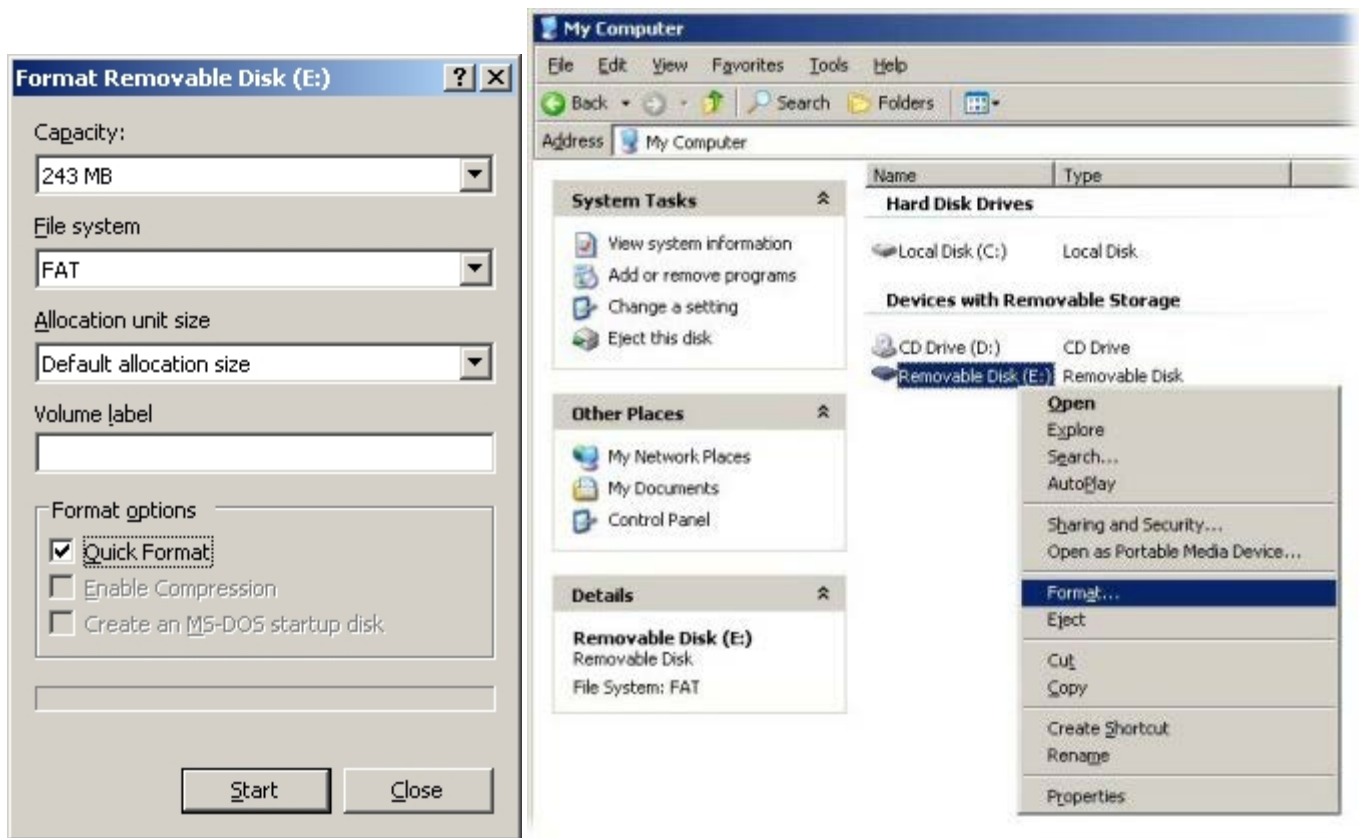 Format Removable Disk (E:)
Capacity:
243 MB
File system
FAT
Allocation unit size
Default allocation size
Volume label
Format options
Quick Format
Enable Compression
Create an MS-DOS startup disk
Start Close
My Computer
File Edit View Favorites Tools Help
Back Search Folders
Address My Computer
System Tasks
View system information
Add or remove programs
Change a setting
Eject this disk
Other Places
My Network Places
My Documents
Control Panel
Details
Removable Disk (E:)
Removable Disk
File System: FAT
Name Type
Hard Disk Drives
Local Disk (C:) Local Disk
Devices with Removable Storage
CD Drive (D:) CD Drive
Removable Disk (E:) Removable Disk
Open
Explore
Search...
AutoPlay
Sharing and Security...
Open as Portable Media Device...
Format...
Eject
Cut
Copy
Create Shortcut
Rename
Properties